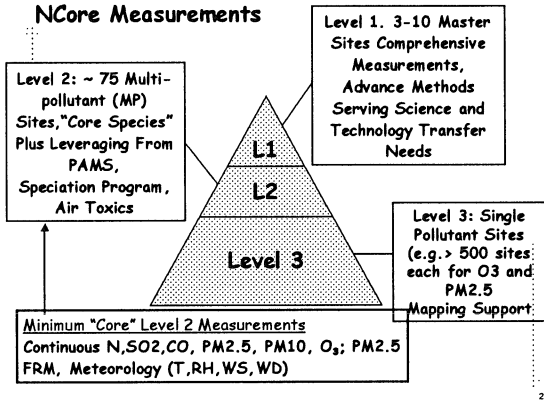 NCore Measurements
Level 1. 3-10 Master
Sites Comprehensive
Measurements,
Advance Methods
Serving Science and
Technology Transfer
Needs
Level 2: ~ 75 Multi-
pollutant (MP)
Sites,"Core Species"
Plus Leveraging From
PAMS,
Speciation Program,
Air Toxics
L1
L2
Level 3
Level 3: Single
Pollutant Sites
(e.g.> 500 sites
each for O3 and
PM2.5
Mapping Support
Minimum "Core" Level 2 Measurements
Continuous N,SO2,CO, PM2.5, PM10, O₃; PM2.5
FRM, Meteorology (T,RH,WS,WD)
2